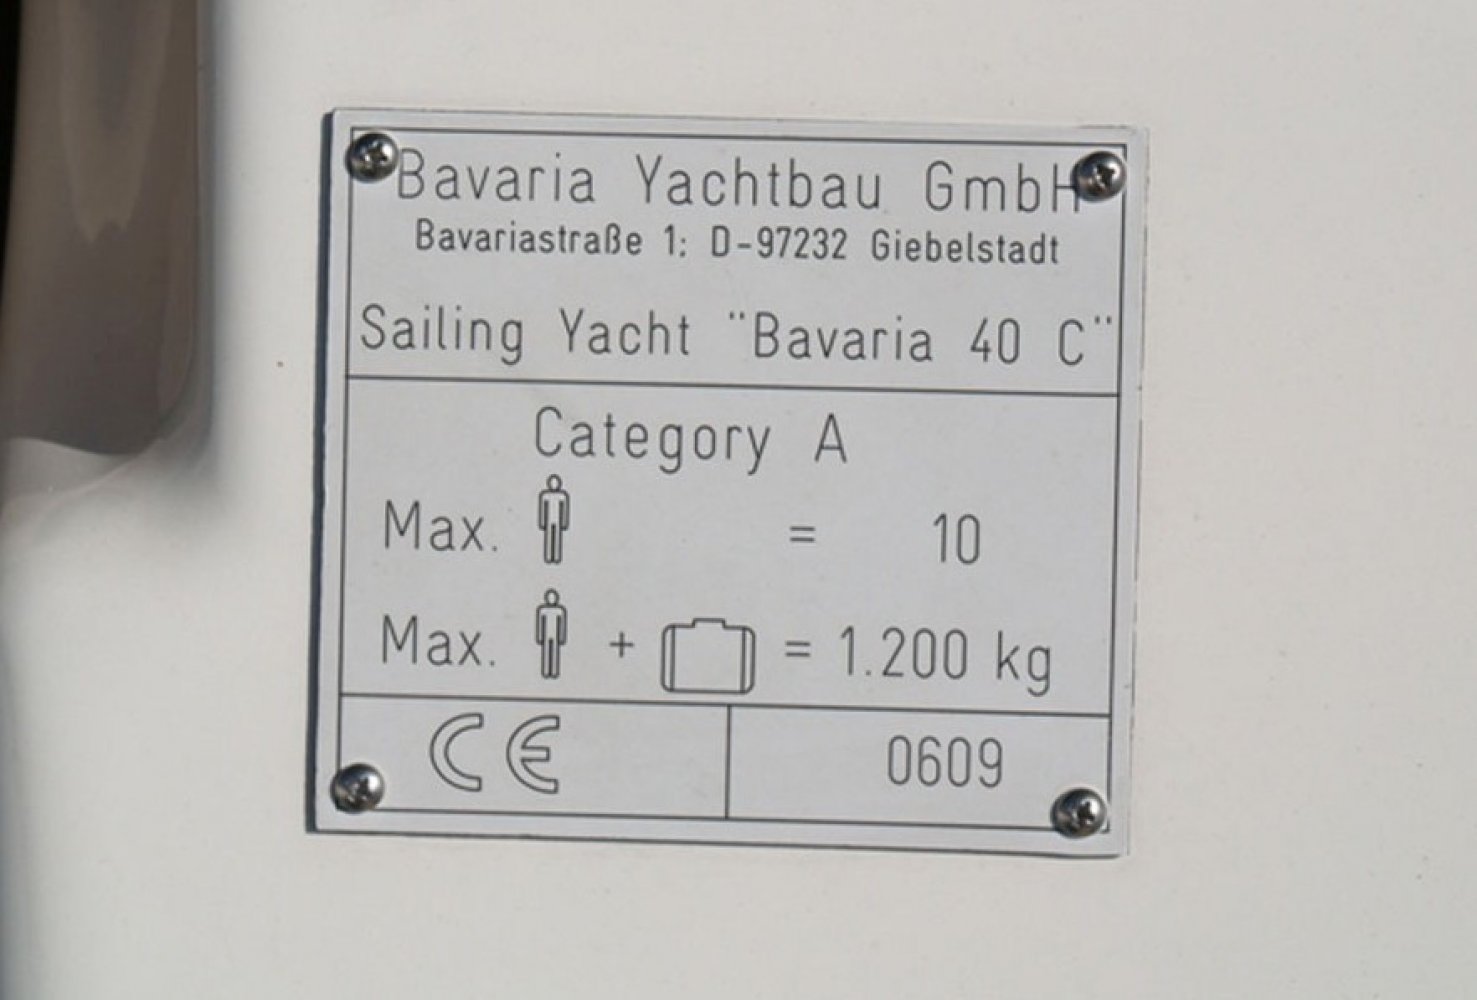 Bavaria Yachtbau GmbH
Bavariastraße 1; D-97232 Giebelstadt
Sailing Yacht "Bavaria 40 C"
Category A
Max. = 10
Max. + = 1.200 kg
CE 0609